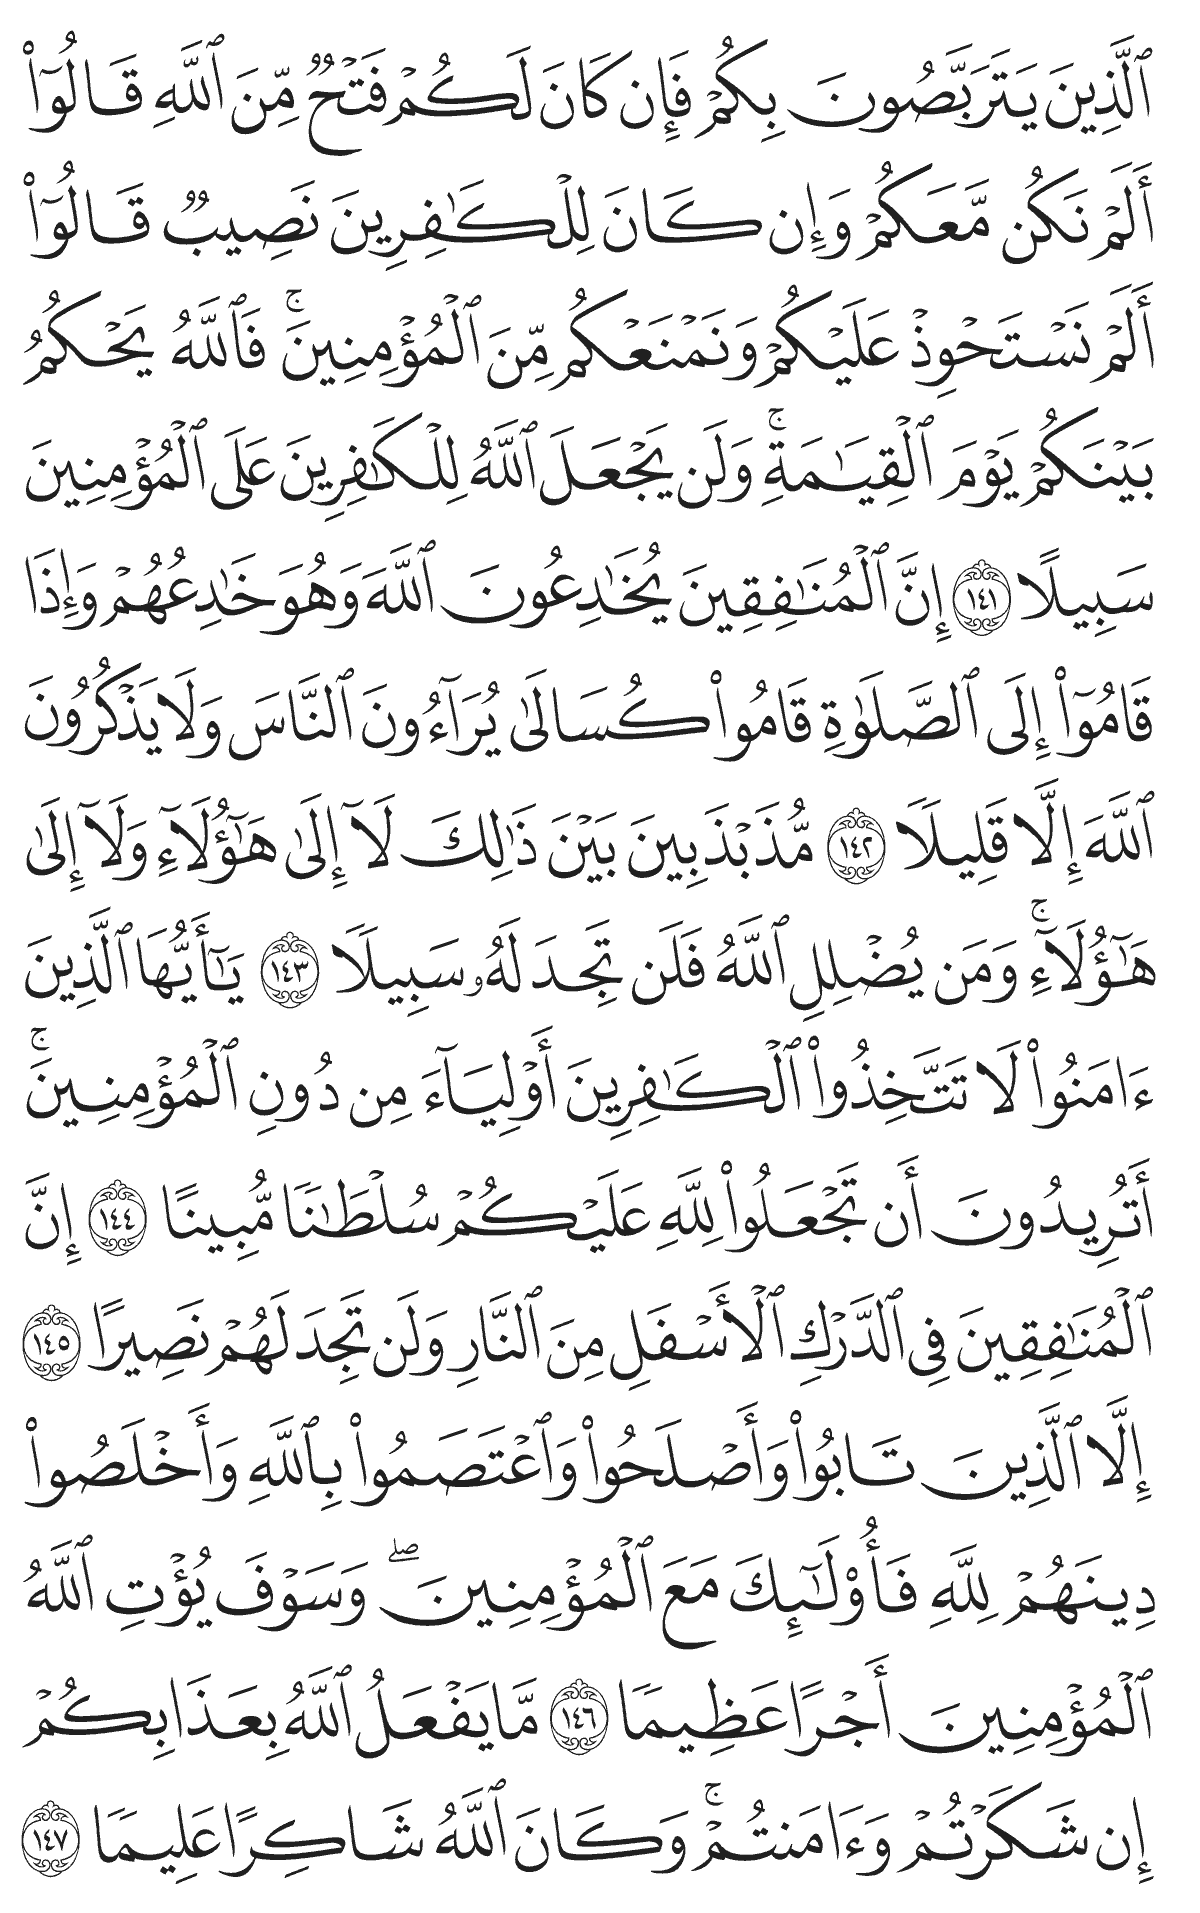 ٱلَّذِينَ يَتَرَبَّصُونَ بِكُمۡ فَإِن كَانَ لَكُمۡ فَتۡحٞ مِّنَ ٱللَّهِ قَالُوٓاْ
أَلَمۡ نَكُن مَّعَكُمۡ وَإِن كَانَ لِلۡكَٰفِرِينَ نَصِيبٞ قَالُوٓاْ
أَلَمۡ نَسۡتَحۡوِذۡ عَلَيۡكُمۡ وَنَمۡنَعۡكُم مِّنَ ٱلۡمُؤۡمِنِينَۚ فَٱللَّهُ يَحۡكُمُ
بَيۡنَكُمۡ يَوۡمَ ٱلۡقِيَٰمَةِۚ وَلَن يَجۡعَلَ ٱللَّهُ لِلۡكَٰفِرِينَ عَلَى ٱلۡمُؤۡمِنِينَ
سَبِيلًا ١٤١ إِنَّ ٱلۡمُنَٰفِقِينَ يُخَٰدِعُونَ ٱللَّهَ وَهُوَ خَٰدِعُهُمۡ وَإِذَا
قَامُوٓاْ إِلَى ٱلصَّلَوٰةِ قَامُواْ كُسَالَىٰ يُرَآءُونَ ٱلنَّاسَ وَلَا يَذۡكُرُونَ
ٱللَّهَ إِلَّا قَلِيلٗا ١٤٢ مُّذَبۡذَبِينَ بَيۡنَ ذَٰلِكَ لَآ إِلَىٰ هَٰٓؤُلَآءِ وَلَآ إِلَىٰ
هَٰٓؤُلَآءِۚ وَمَن يُضۡلِلِ ٱللَّهُ فَلَن تَجِدَ لَهُۥ سَبِيلٗا ١٤٣ يَٰٓأَيُّهَا ٱلَّذِينَ
ءَامَنُواْ لَا تَتَّخِذُواْ ٱلۡكَٰفِرِينَ أَوۡلِيَآءَ مِن دُونِ ٱلۡمُؤۡمِنِينَۚ
أَتُرِيدُونَ أَن تَجۡعَلُواْ لِلَّهِ عَلَيۡكُمۡ سُلۡطَٰنٗا مُّبِينًا ١٤٤ إِنَّ
ٱلۡمُنَٰفِقِينَ فِي ٱلدَّرۡكِ ٱلۡأَسۡفَلِ مِنَ ٱلنَّارِ وَلَن تَجِدَ لَهُمۡ نَصِيرًا ١٤٥
إِلَّا ٱلَّذِينَ تَابُواْ وَأَصۡلَحُواْ وَٱعۡتَصَمُواْ بِٱللَّهِ وَأَخۡلَصُواْ
دِينَهُمۡ لِلَّهِ فَأُوْلَٰٓئِكَ مَعَ ٱلۡمُؤۡمِنِينَۖ وَسَوۡفَ يُؤۡتِ ٱللَّهُ
ٱلۡمُؤۡمِنِينَ أَجۡرًا عَظِيمٗا ١٤٦ مَّا يَفۡعَلُ ٱللَّهُ بِعَذَابِكُمۡ
إِن شَكَرۡتُمۡ وَءَامَنتُمۡۚ وَكَانَ ٱللَّهُ شَاكِرًا عَلِيمٗا ١٤٧